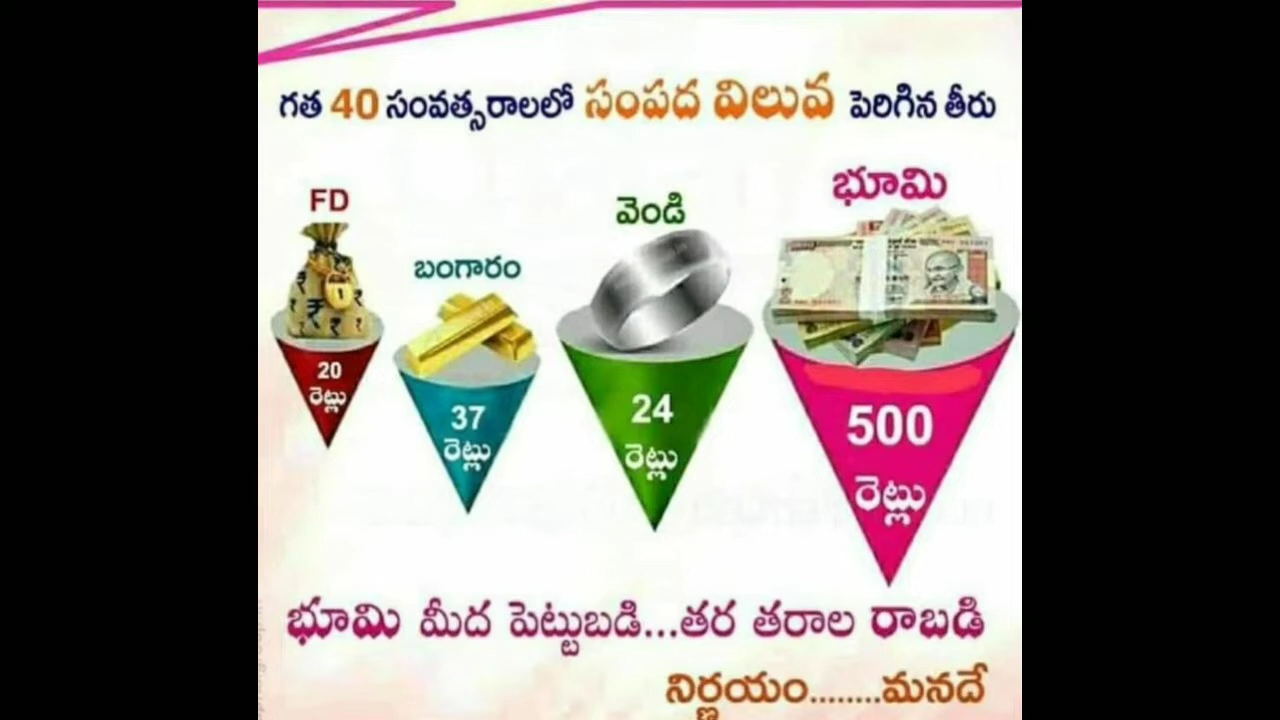 గత 40 సంవత్సరాలలో సంపద విలువ పెరిగిన తీరు
FD
20
రెట్లు
బంగారం
37
రెట్లు
వెండి
24
రెట్లు
భూమి
500
రెట్లు
భూమి మీద పెట్టుబడి...తర తరాల రాబడి
నిర్ణయం........మనదే